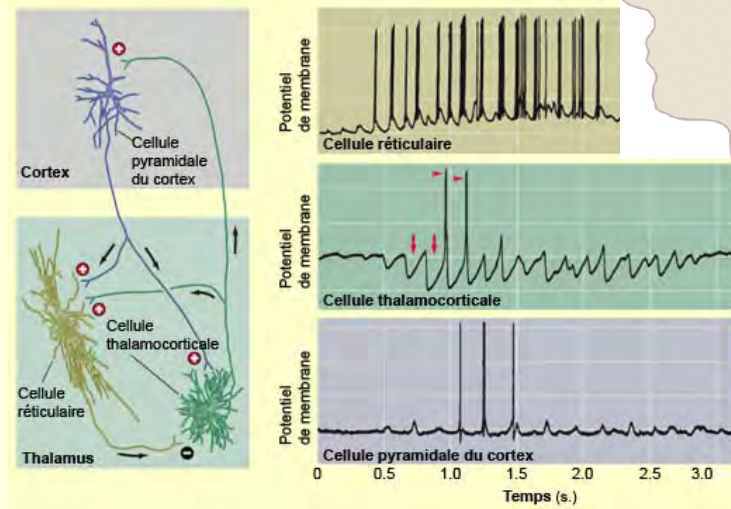 Cellule
pyramidale
du cortex
Cortex
Cellule
thalamocorticale
Cellule
réticulaire
Thalamus
Potentiel
de membrane
Cellule réticulaire
Potentiel
de membrane
Cellule thalamocorticale
Potentiel
de membrane
Cellule pyramidale du cortex
0 0.5 1.0 1.5 2.0 2.5 3.0
Temps (s.)